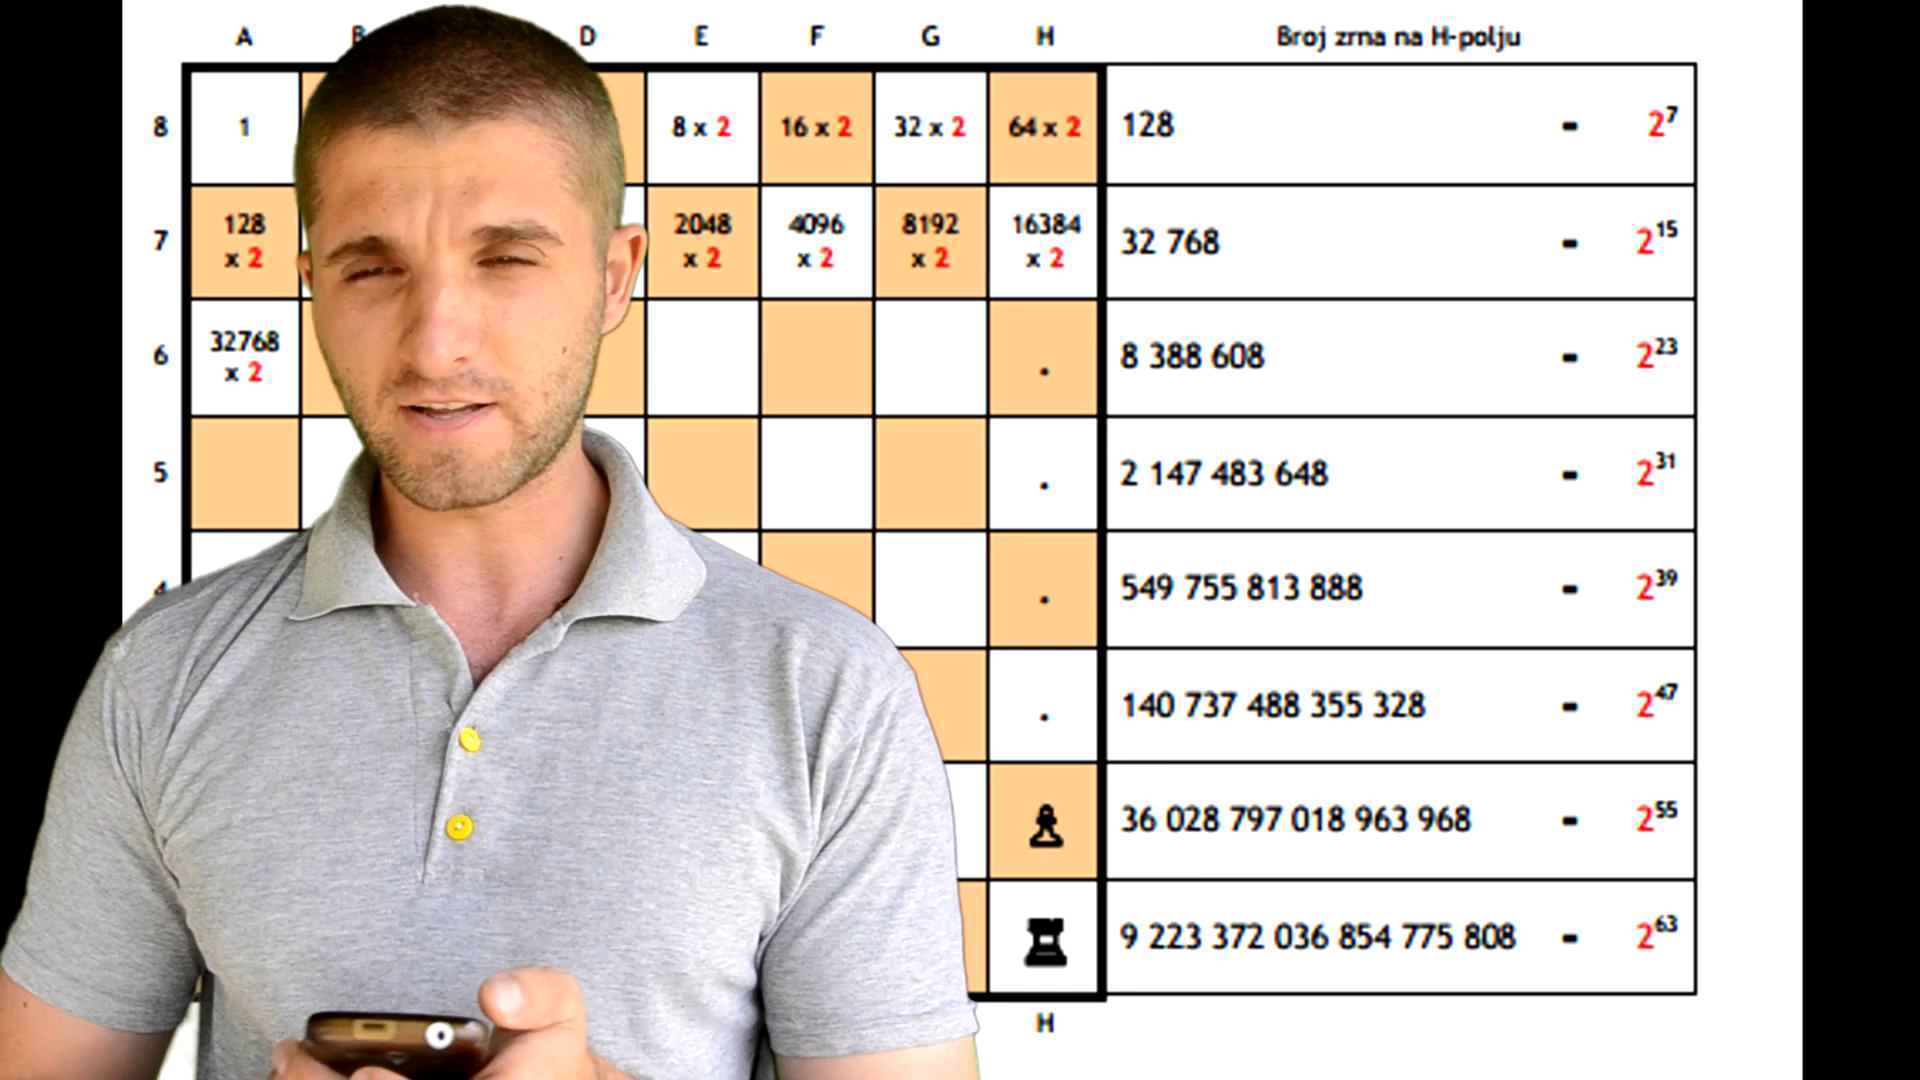 A B D E F G H Broj zrna na H-polju
8 1 8 x 2 16 x 2 32 x 2 64 x 2 128 - 2⁷
7 128 x 2 2048 x 2 4096 x 2 8192 x 2 16384 x 2 32 768 - 2¹⁵
6 32768 x 2 . 8 388 608 - 2²³
5 . 2 147 483 648 - 2³¹
4 . 549 755 813 888 - 2³⁹
. 140 737 488 355 328 - 2⁴⁷
36 028 797 018 963 968 - 2⁵⁵
9 223 372 036 854 775 808 - 2⁶³
H